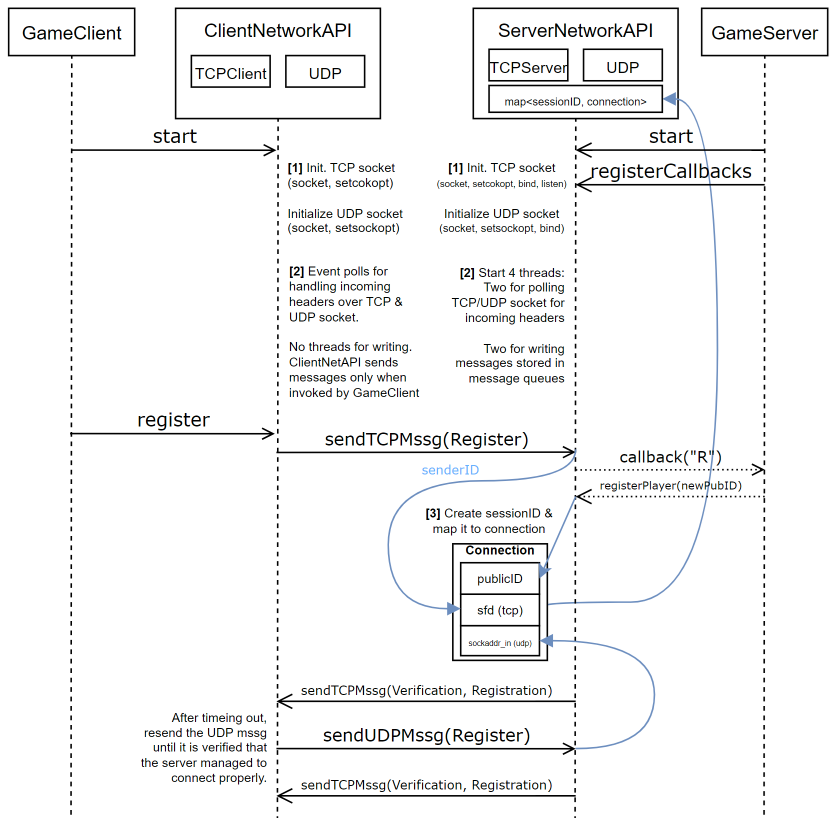 GameClient
ClientNetworkAPI
TCPClient
UDP
ServerNetworkAPI
TCPServer
UDP
map<sessionID, connection>
GameServer
start
start
registerCallbacks
[1] Init. TCP socket
(socket, setcokopt)
Initialize UDP socket
(socket, setsockopt)
[1] Init. TCP socket
(socket, setcokopt, bind, listen)
Initialize UDP socket
(socket, setsockopt, bind)
[2] Event polls for
handling incoming
headers over TCP &
UDP socket.
No threads for writing.
ClientNetAPI sends
messages only when
invoked by GameClient
[2] Start 4 threads:
Two for polling
TCP/UDP socket for
incoming headers
Two for writing
messages stored in
message queues
register
sendTCPMssg(Register)
senderID
callback("R")
registerPlayer(newPubID)
[3] Create sessionID &
map it to connection
Connection
publicID
sfd (tcp)
sockaddr_in (udp)
sendTCPMssg(Verification, Registration)
After timeing out,
resend the UDP mssg
until it is verified that
the server managed to
connect properly.
sendUDPMssg(Register)
sendTCPMssg(Verification, Registration)